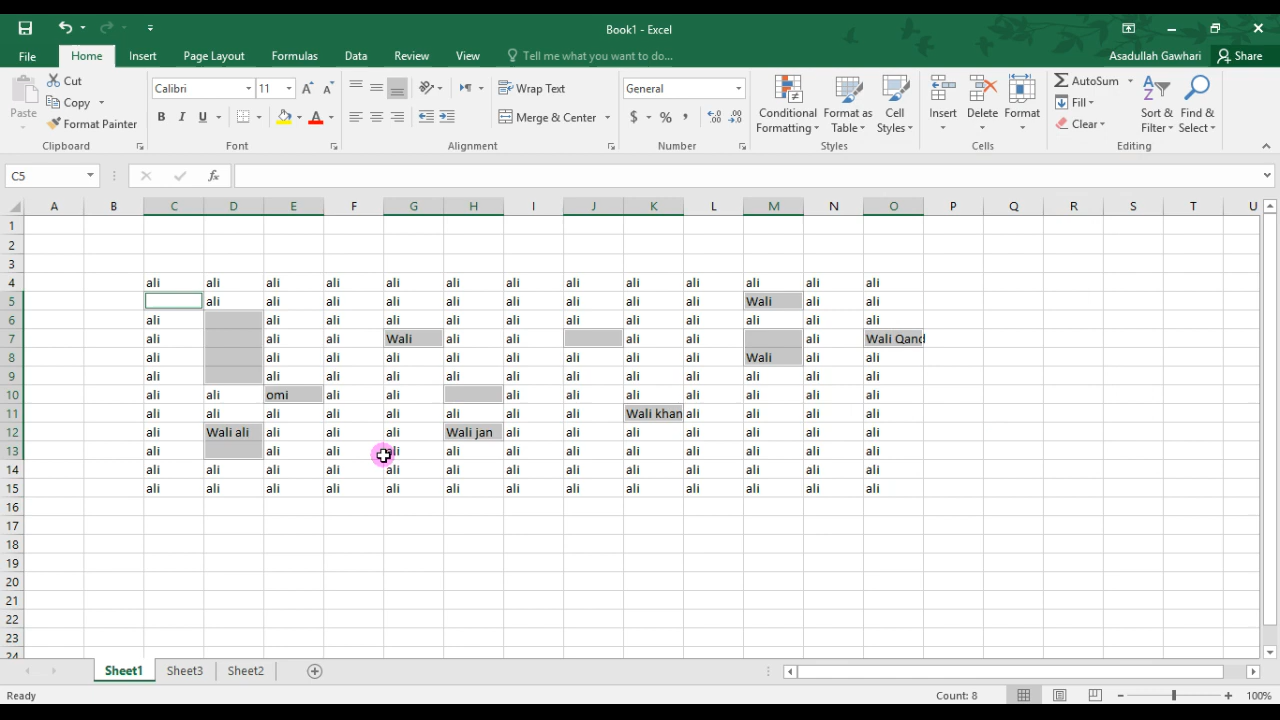 Book1 - Excel
File Home Insert Page Layout Formulas Data Review View Tell me what you want to do... Asadullah Gawhari Share
Paste Cut Copy Format Painter Clipboard
Calibri 11 B I U A A A Font
Wrap Text Merge & Center Alignment
General $ % , Number
Conditional Formatting Format as Table Cell Styles Styles
Insert Delete Format Cells
AutoSum Fill Clear Sort & Filter Find & Select Editing
C5 fx
A B C D E F G H I J K L M N O P Q R S T U
1
2
3
4 ali ali ali ali ali ali ali ali ali ali ali ali ali
5 ali ali ali ali ali ali ali ali ali Wali ali ali
6 ali ali ali ali ali ali ali ali ali ali ali ali
7 ali ali ali Wali ali ali ali ali ali Wali Qand
8 ali ali ali ali ali ali ali ali ali Wali ali ali
9 ali ali ali ali ali ali ali ali ali ali ali ali
10 ali ali omi ali ali ali ali ali ali ali ali ali
11 ali ali ali ali ali ali ali ali Wali khan ali ali ali ali
12 ali Wali ali ali ali ali Wali jan ali ali ali ali ali ali ali
13 ali ali ali ali ali ali ali ali ali ali ali ali
14 ali ali ali ali ali ali ali ali ali ali ali ali ali
15 ali ali ali ali ali ali ali ali ali ali ali ali ali
16
17
18
19
20
21
22
23
24
Sheet1 Sheet3 Sheet2
Ready Count: 8 100%